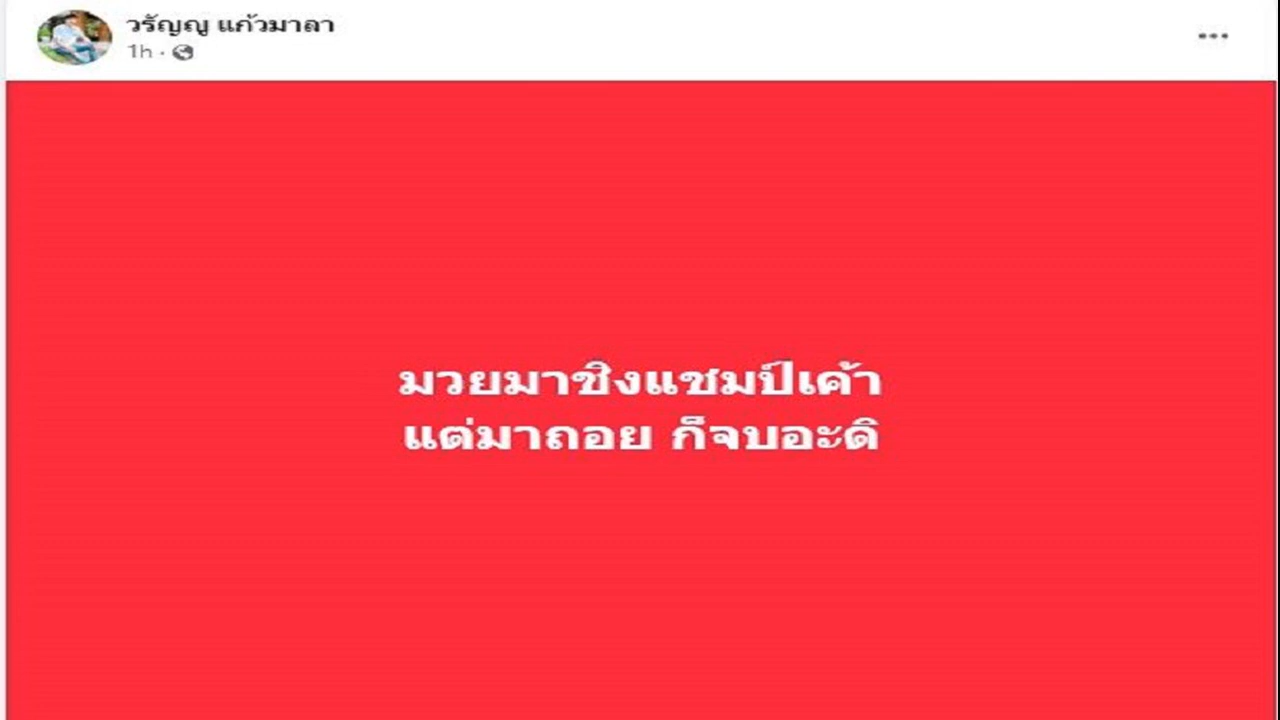 วรัญญู แก้วมาลา
1h ·
มวยมาชิงแชมป์เค้า
แต่มาถอย ก็จบอะดิ